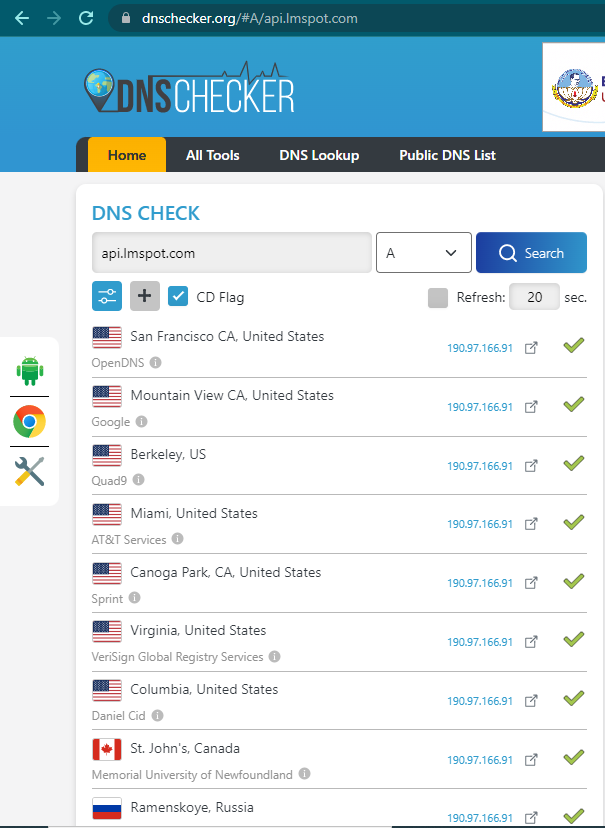 dnschecker.org/#A/api.lmspot.com
DNSCHECKER
Home All Tools DNS Lookup Public DNS List
DNS CHECK
api.lmspot.com A Search
CD Flag Refresh: 20 sec.
San Francisco CA, United States
190.97.166.91
OpenDNS
Mountain View CA, United States
190.97.166.91
Google
Berkeley, US
190.97.166.91
Quad9
Miami, United States
190.97.166.91
AT&T Services
Canoga Park, CA, United States
190.97.166.91
Sprint
Virginia, United States
190.97.166.91
VeriSign Global Registry Services
Columbia, United States
190.97.166.91
Daniel Cid
St. John's, Canada
190.97.166.91
Memorial University of Newfoundland
Ramenskoye, Russia
190.97.166.91